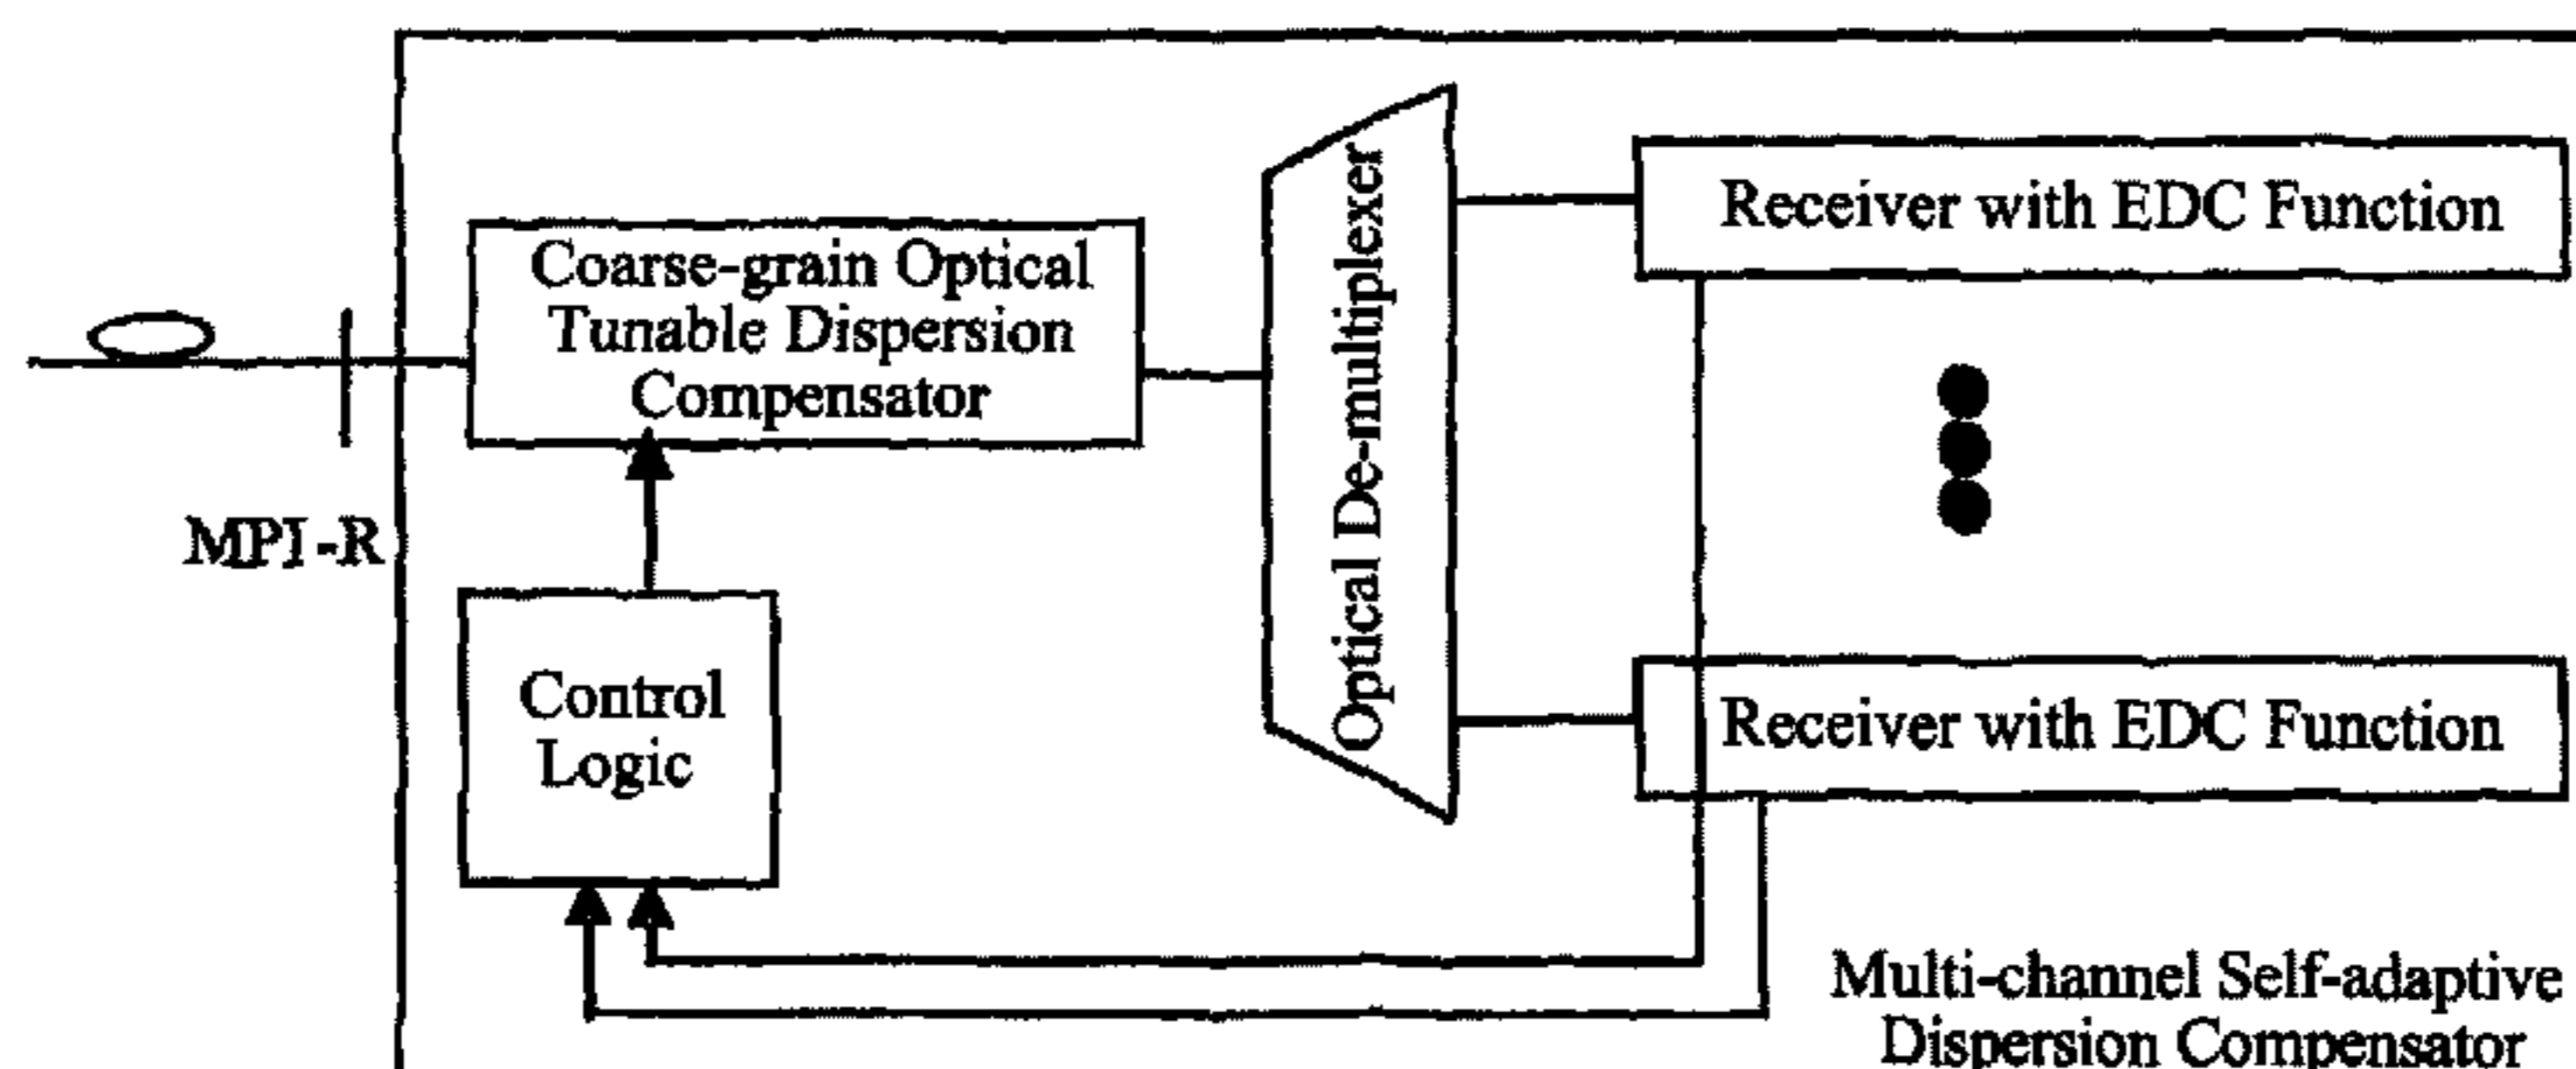 Coarse-grain Optical
Tunable Dispersion
Compensator
MPI-R
Control
Logic
Optical De-multiplexer
Receiver with EDC Function
Receiver with EDC Function
Multi-channel Self-adaptive
Dispersion Compensator